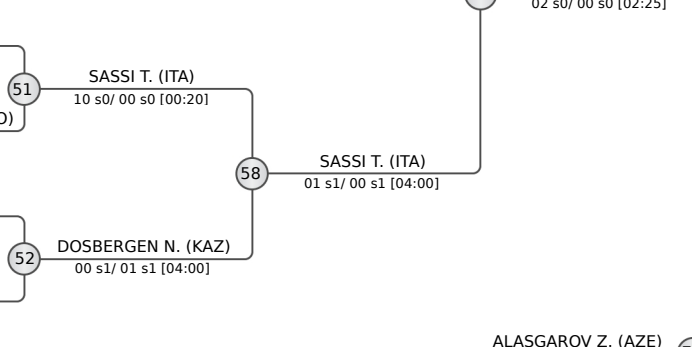 02 s0/ 00 s0 [02:25]
SASSI T. (ITA)
51
10 s0/ 00 s0 [00:20]
SASSI T. (ITA)
58
01 s1/ 00 s1 [04:00]
DOSBERGEN N. (KAZ)
52
00 s1/ 01 s1 [04:00]
ALASGAROV Z. (AZE)